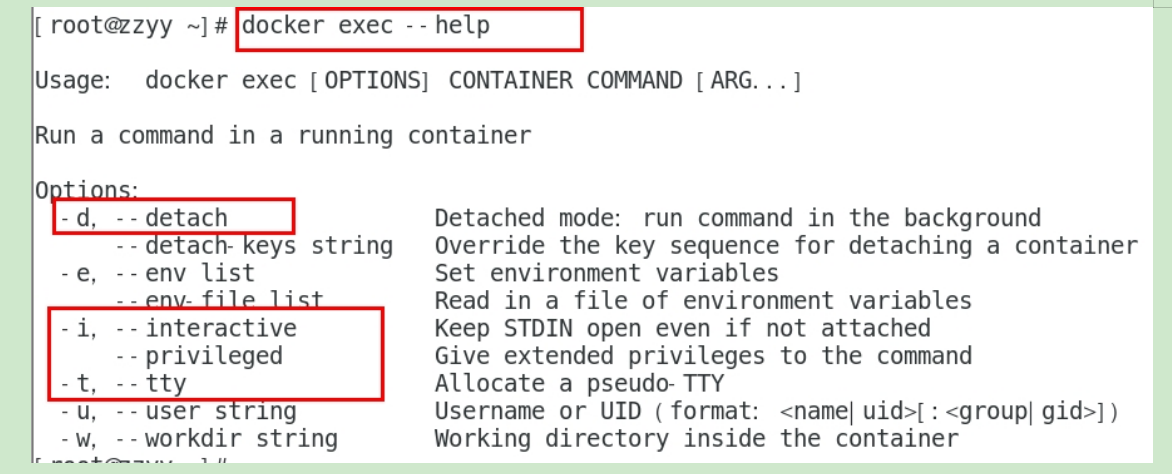 [root@zzyy ~]# docker exec --help
Usage:  docker exec [OPTIONS] CONTAINER COMMAND [ARG...]
Run a command in a running container
Options:
-d, --detach Detached mode: run command in the background
--detach-keys string Override the key sequence for detaching a container
-e, --env list Set environment variables
--env-file list Read in a file of environment variables
-i, --interactive Keep STDIN open even if not attached
--privileged Give extended privileges to the command
-t, --tty Allocate a pseudo-TTY
-u, --user string Username or UID (format: <name|uid>[:<group|gid>])
-w, --workdir string Working directory inside the container
[root@zzyy ~]#